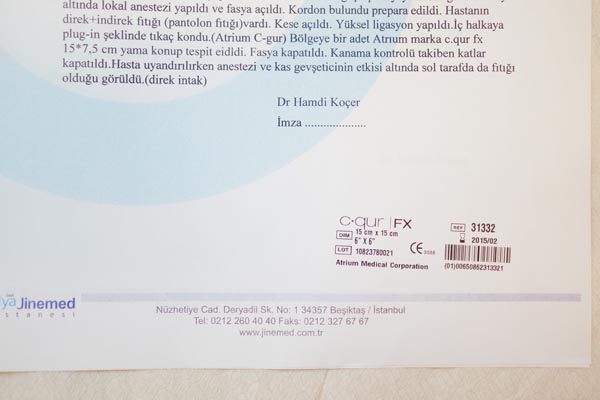 altında lokal anestezi yapıldı ve fasya açıldı. Kordon bulundu prepara edildi. Hastanın
direk+indirek fıtığı (pantolon fıtığı)vardı. Kese açıldı. Yüksel ligasyon yapıldı.İç halkaya
plug-in şeklinde tıkaç kondu.(Atrium C-gur) Bölgeye bir adet Atrium marka c.qur fx
15*7,5 cm yama konup tespit eidldi. Fasya kapatıldı. Kanama kontrolü takiben katlar
kapatıldı.Hasta uyandırılırken anestezi ve kas gevşeticinin etkisi altında sol tarafda da fıtığı
olduğu görüldü.(direk intak)
Dr Hamdi Koçer
İmza ....................
c·qur | FX
DIM 15 cm x 15 cm
6" X 6"
LOT 10823780021
Atrium Medical Corporation
CE
REF 31332
2015/02
(01)00650862313321
ya Jinemed
stanesi
Nüzhetiye Cad. Deryadil Sk. No: 1 34357 Beşiktaş / İstanbul
Tel: 0212 260 40 40 Faks: 0212 327 67 67
www.jinemed.com